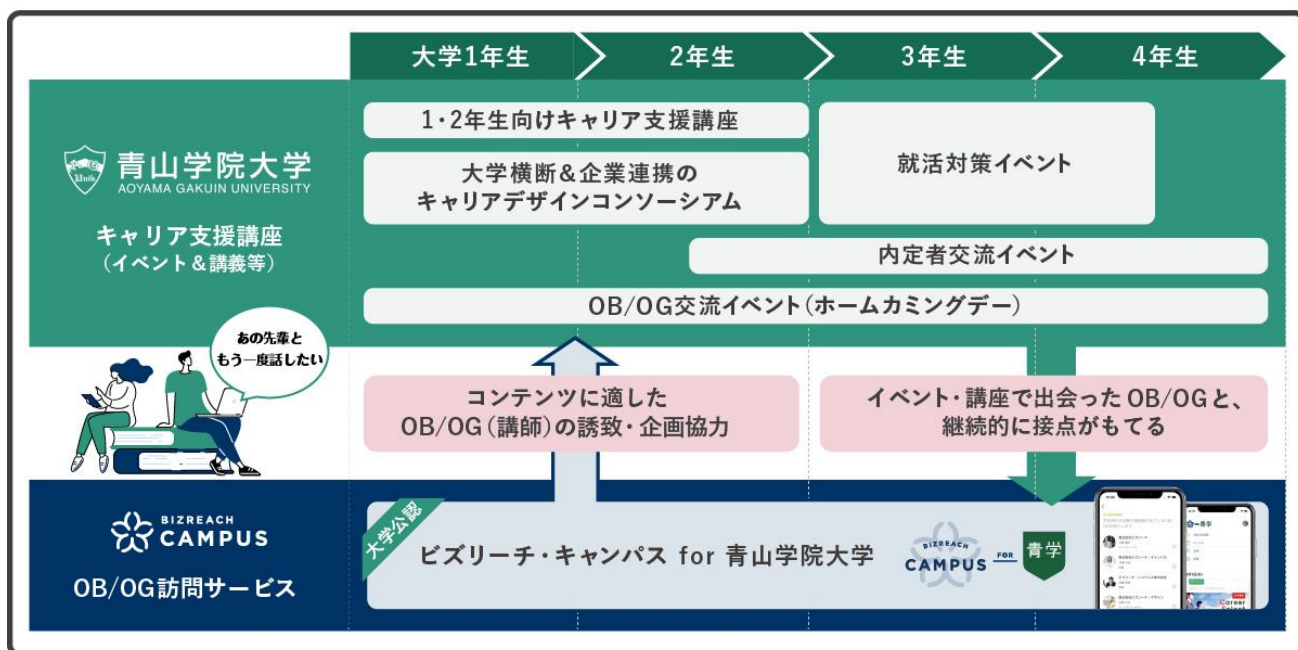 大学1年生
2年生
3年生
4年生
青山学院大学
AOYAMA GAKUIN UNIVERSITY
キャリア支援講座
(イベント&講義等)
1・2年生向けキャリア支援講座
大学横断&企業連携の
キャリアデザインコンソーシアム
就活対策イベント
内定者交流イベント
OB/OG交流イベント(ホームカミングデー)
あの先輩と
もう一度話したい
コンテンツに適した
OB/OG(講師)の誘致・企画協力
イベント・講座で出会ったOB/OGと、
継続的に接点がもてる
BIZREACH
CAMPUS
OB/OG訪問サービス
大学公認
ビズリーチ・キャンパス for 青山学院大学
BIZREACH
CAMPUS
FOR
青学
Career